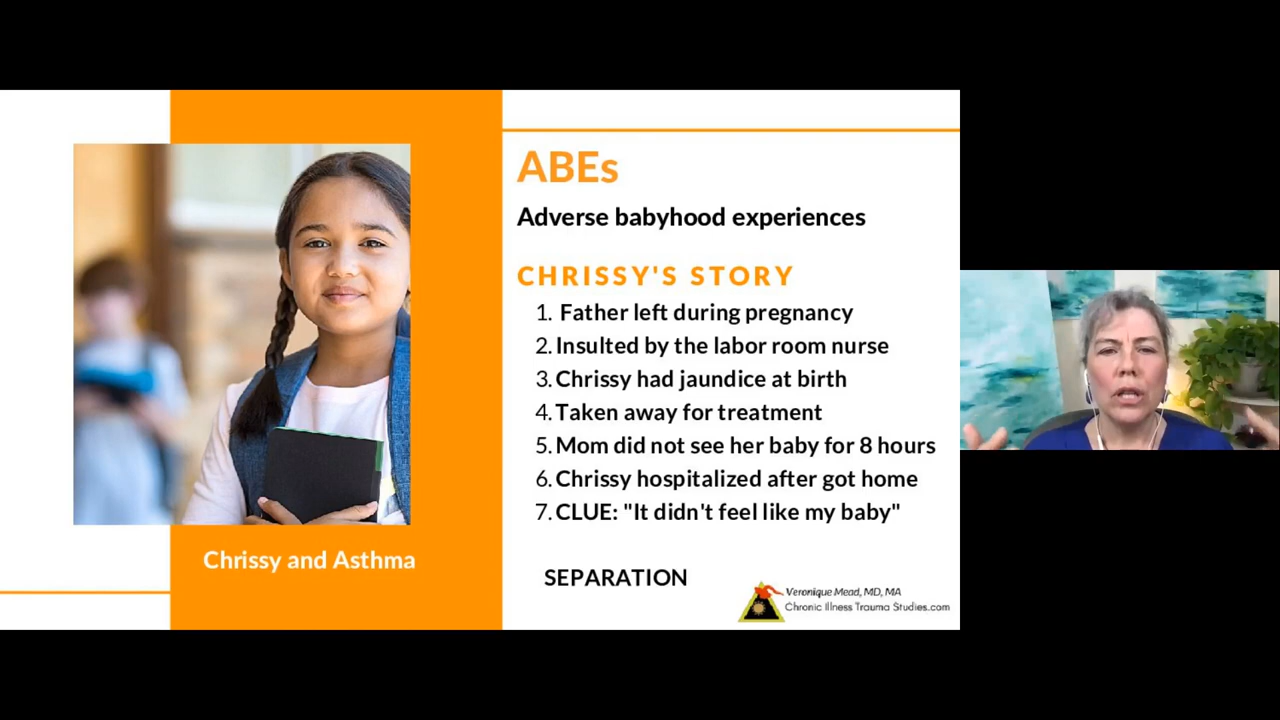 ABEs
Adverse babyhood experiences
CHRISSY'S STORY
1. Father left during pregnancy
2. Insulted by the labor room nurse
3. Chrissy had jaundice at birth
4. Taken away for treatment
5. Mom did not see her baby for 8 hours
6. Chrissy hospitalized after got home
7. CLUE: "It didn't feel like my baby"
Chrissy and Asthma
SEPARATION
Veronique Mead, MD, MA
Chronic Illness Trauma Studies.com